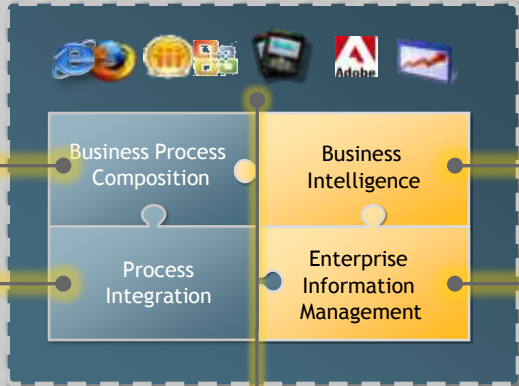 Adobe
Business Process
Composition
Business
Intelligence
Process
Integration
Enterprise
Information
Management